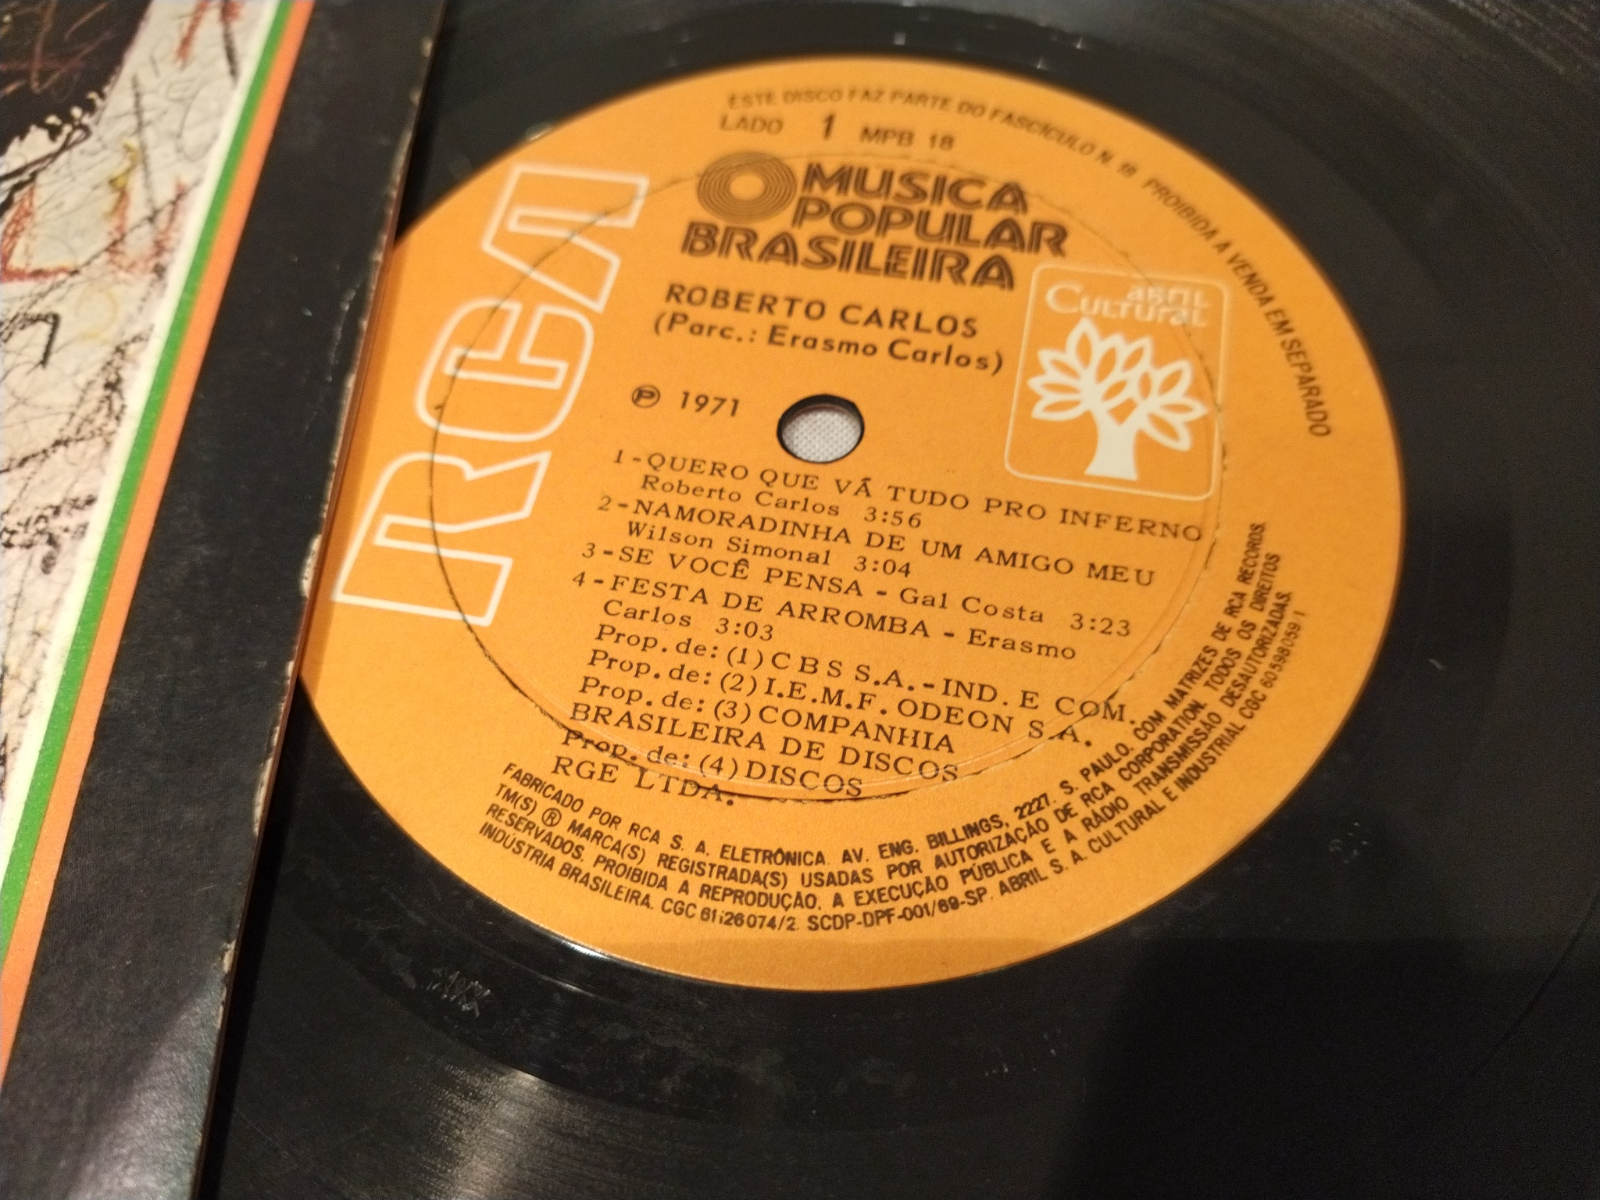 ESTE DISCO FAZ PARTE DO FASCÍCULO N. 18 PROIBIDA A VENDA EM SEPARADO
LADO 1 MPB 18
MUSICA
POPULAR
BRASILEIRA
RCA
abril
Cultural
ROBERTO CARLOS
(Parc.: Erasmo Carlos)
℗ 1971
1-QUERO QUE VÁ TUDO PRO INFERNO
Roberto Carlos 3:56
2-NAMORADINHA DE UM AMIGO MEU
Wilson Simonal 3:04
3-SE VOCÊ PENSA - Gal Costa 3:23
4-FESTA DE ARROMBA - Erasmo
Carlos 3:03
Prop. de: (1) CBS S.A.-IND. E COM.
Prop. de: (2) I.E.M.F. ODEON S.A.
Prop. de: (3) COMPANHIA
BRASILEIRA DE DISCOS
Prop. de: (4) DISCOS
RGE LTDA.
FABRICADO POR RCA S. A. ELETRÔNICA. AV. ENG. BILLINGS, 2227. S. PAULO. COM MATRIZES DE RCA RECORDS.
TM(S) ® MARCA(S) REGISTRADA(S) USADAS POR AUTORIZAÇÃO DE RCA CORPORATION. TODOS OS DIREITOS
RESERVADOS. PROIBIDA A REPRODUÇÃO, A EXECUÇÃO PÚBLICA E A RÁDIO TRANSMISSÃO DESAUTORIZADAS.
INDÚSTRIA BRASILEIRA. CGC 61126074/2. SCDP-DPF-001/69-SP. ABRIL S. A. CULTURAL E INDUSTRIAL CGC 60598059/1